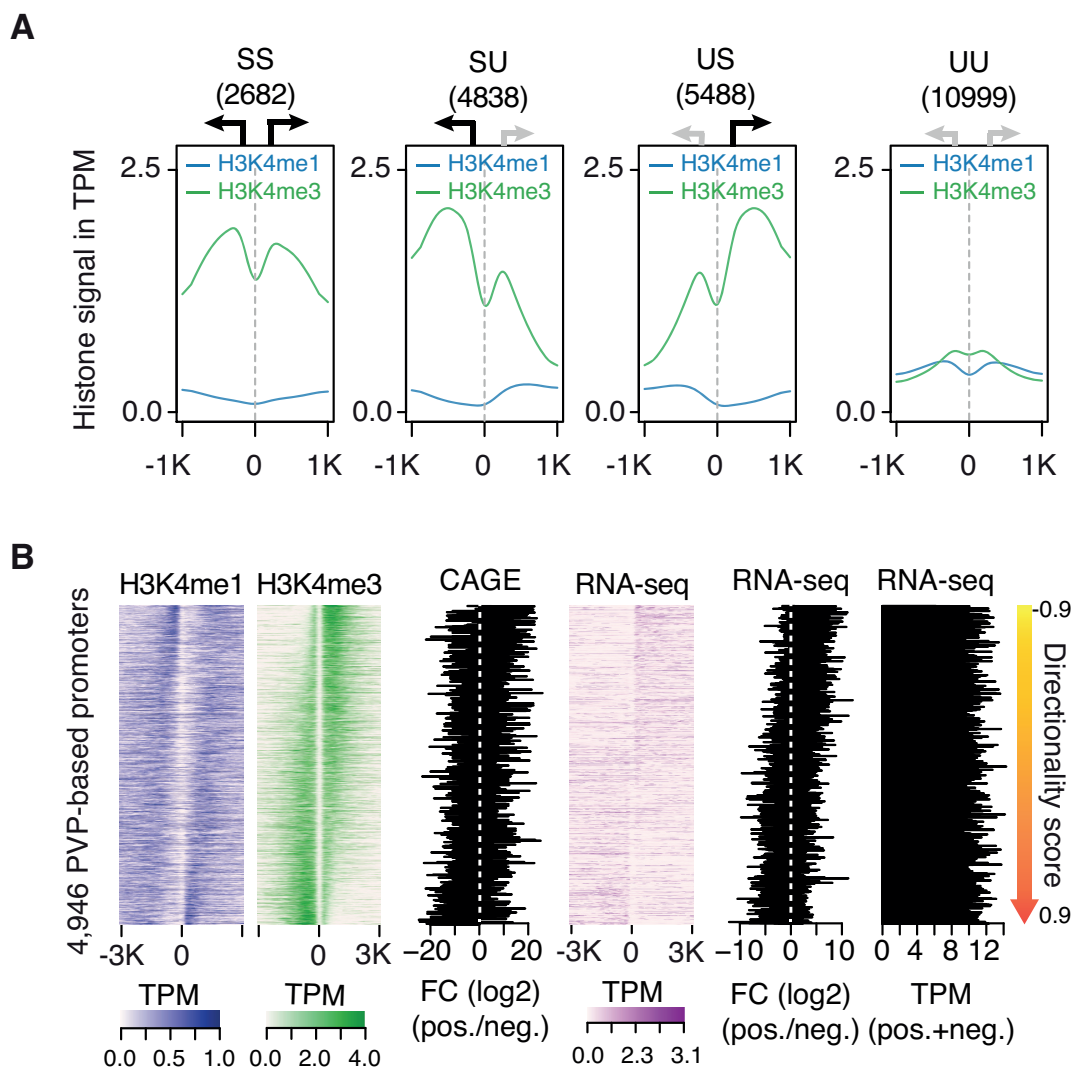 A
SS SU US UU
(2682) (4838) (5488) (10999)
Histone signal in TPM
2.5 H3K4me1 2.5 H3K4me1 2.5 H3K4me1 2.5 H3K4me1
H3K4me3 H3K4me3 H3K4me3 H3K4me3
0.0 0.0 0.0 0.0
-1K 0 1K -1K 0 1K -1K 0 1K -1K 0 1K
B
H3K4me1 H3K4me3 CAGE RNA-seq RNA-seq RNA-seq
4,946 PVP-based promoters
-0.9
Directionality score
0.9
-3K 0 0 3K −20 0 20 -3K 0 3K −10 0 10 0 4 8 12
TPM TPM FC (log2) TPM FC (log2) TPM
(pos./neg.) (pos./neg.) (pos.+neg.)
0.0 0.5 1.0 0.0 2.0 4.0 0.0 2.3 3.1